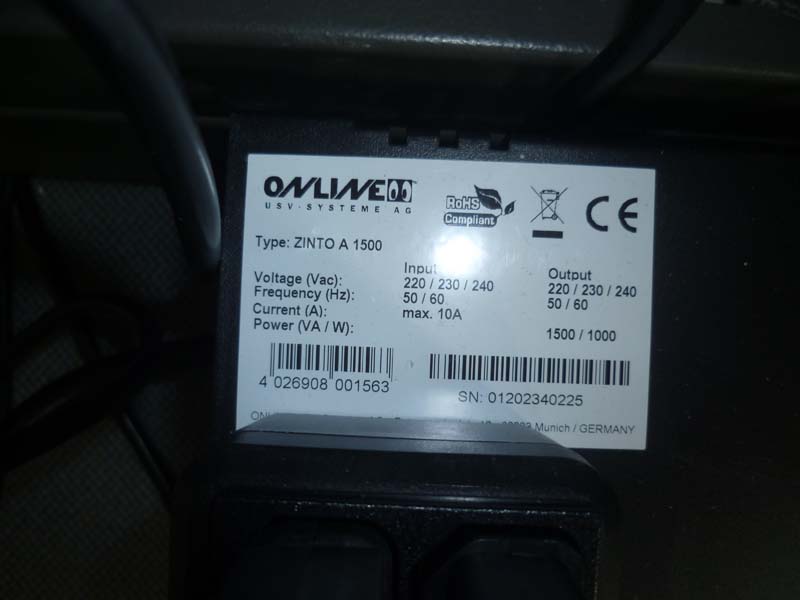 ONLINE
USV-SYSTEME AG
RoHS
Compliant
CE
Type: ZINTO A 1500
Input Output
Voltage (Vac): 220 / 230 / 240 220 / 230 / 240
Frequency (Hz): 50 / 60 50 / 60
Current (A): max. 10A
Power (VA / W): 1500 / 1000
4 026908 001563
SN: 01202340225
Munich / GERMANY